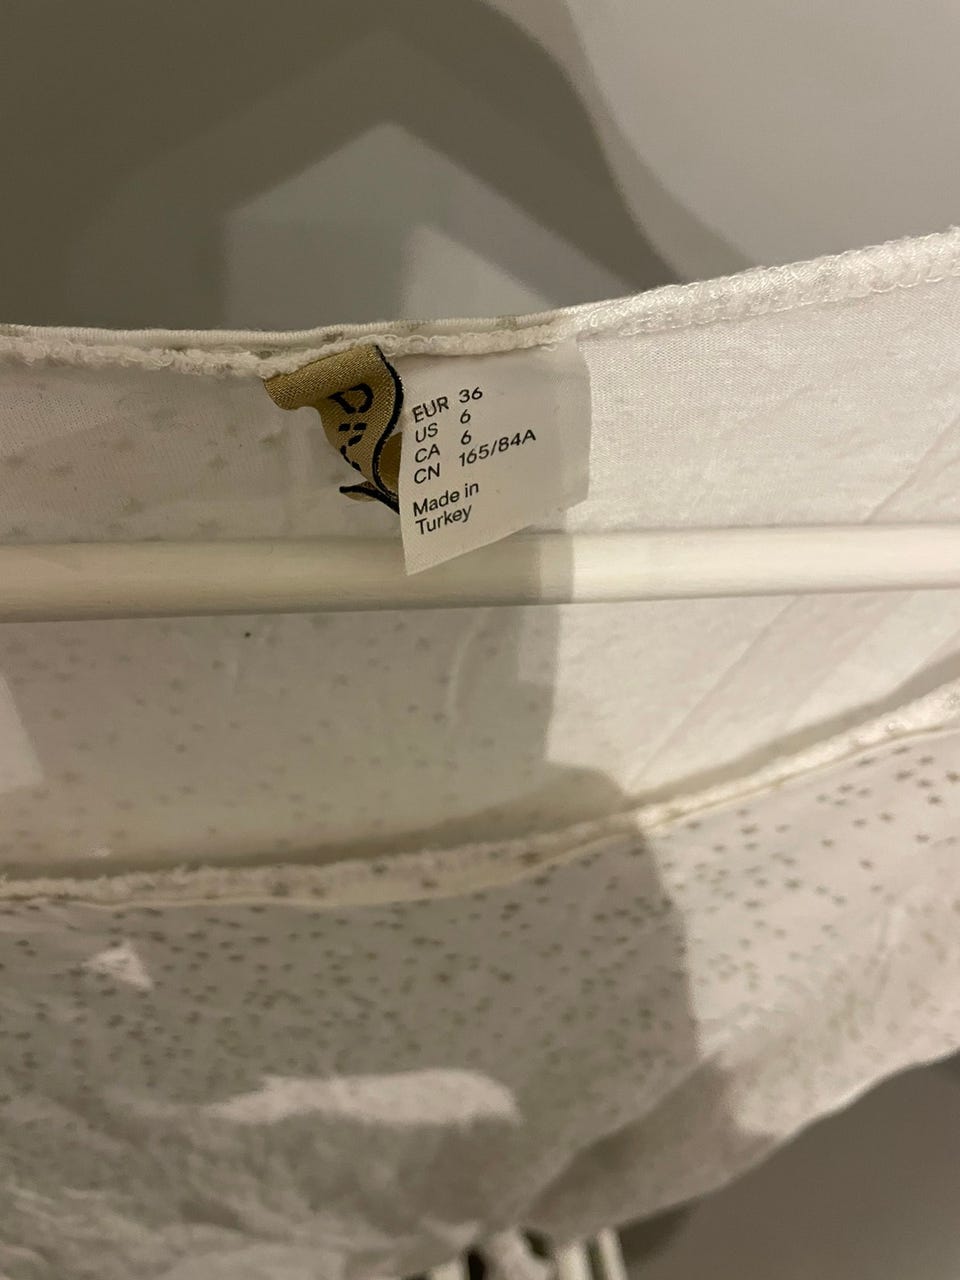 EUR 36
US 6
CA 6
CN 165/84A
Made in
Turkey